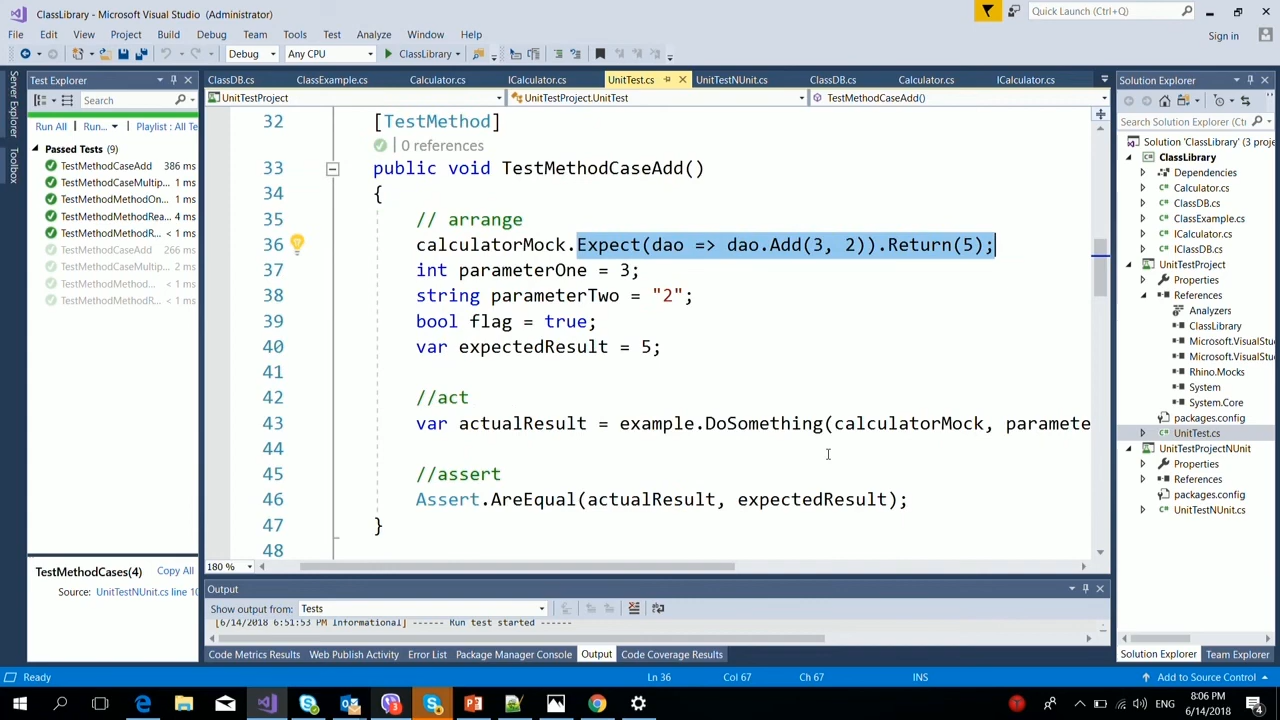 ClassLibrary - Microsoft Visual Studio (Administrator)
Quick Launch (Ctrl+Q)
File Edit View Project Build Debug Team Tools Test Analyze Window Help
Sign in
Debug Any CPU ClassLibrary
Server Explorer
Toolbox
Test Explorer
Search
Run All Run... Playlist : All Te
Passed Tests (9)
TestMethodCaseAdd 386 ms
TestMethodCaseMultip... 1 ms
TestMethodMethodOn... 1 ms
TestMethodMethodRea... 4 ms
TestMethodMethodR... < 1 ms
TestMethodCaseAdd 266 ms
TestMethodCaseMultip... 2 ms
TestMethodMethod... < 1 ms
TestMethodMethodR... < 1 ms
TestMethodCases(4) Copy All
Source: UnitTestNUnit.cs line 10
ClassDB.cs ClassExample.cs Calculator.cs ICalculator.cs UnitTest.cs UnitTestNUnit.cs ClassDB.cs Calculator.cs ICalculator.cs
UnitTestProject UnitTestProject.UnitTest TestMethodCaseAdd()
32 [TestMethod]
| 0 references
33 public void TestMethodCaseAdd()
34 {
35 // arrange
36 calculatorMock.Expect(dao => dao.Add(3, 2)).Return(5);
37 int parameterOne = 3;
38 string parameterTwo = "2";
39 bool flag = true;
40 var expectedResult = 5;
41
42 //act
43 var actualResult = example.DoSomething(calculatorMock, paramete
44
45 //assert
46 Assert.AreEqual(actualResult, expectedResult);
47 }
48
180 %
Output
Show output from: Tests
[6/14/2018 6:51:53 PM Informational] ------ Run test started ------
Code Metrics Results Web Publish Activity Error List Package Manager Console Output Code Coverage Results
Solution Explorer
Search Solution Explorer (Ctrl
Solution 'ClassLibrary' (3 proje
ClassLibrary
Dependencies
Calculator.cs
ClassDB.cs
ClassExample.cs
ICalculator.cs
IClassDB.cs
UnitTestProject
Properties
References
Analyzers
ClassLibrary
Microsoft.VisualStu
Microsoft.VisualStu
Rhino.Mocks
System
System.Core
packages.config
UnitTest.cs
UnitTestProjectNUnit
Properties
References
packages.config
UnitTestNUnit.cs
Solution Explorer Team Explorer
Ready Ln 36 Col 67 Ch 67 INS Add to Source Control
ENG
8:06 PM
6/14/2018